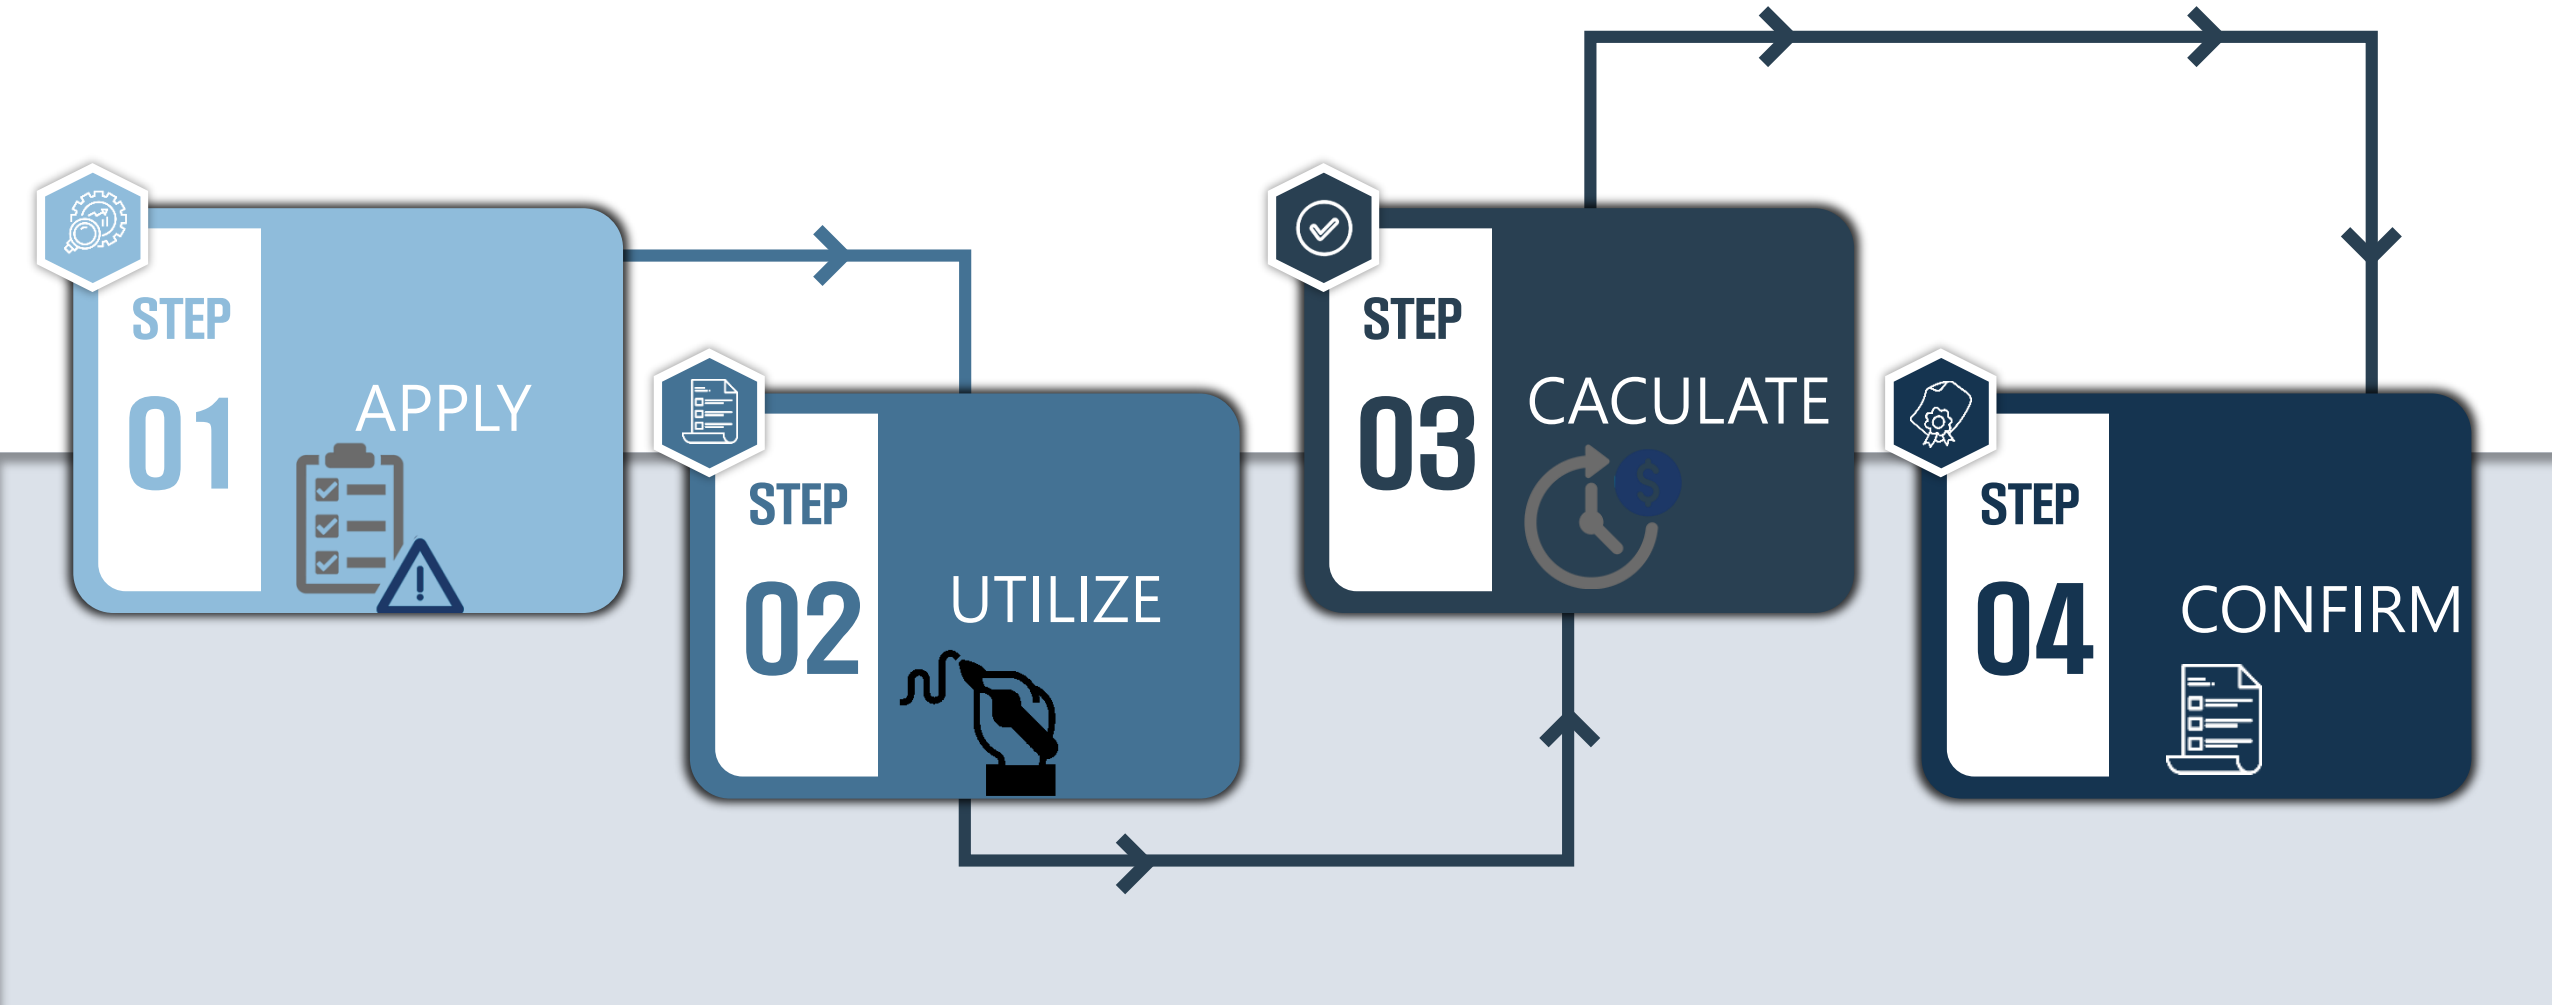 STEP
01
APPLY
STEP
02
UTILIZE
STEP
03
CACULATE
$
STEP
04
CONFIRM